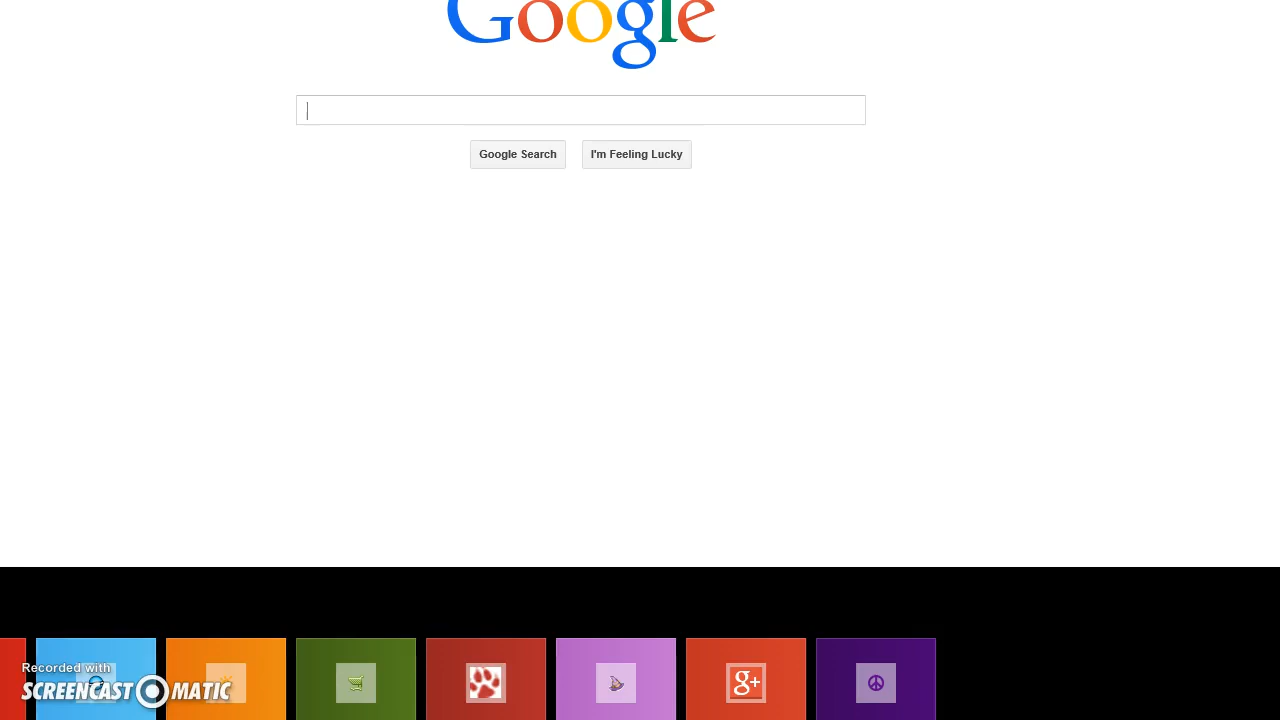 Google
Google Search
I'm Feeling Lucky
g+
Recorded with
SCREENCAST MATIC